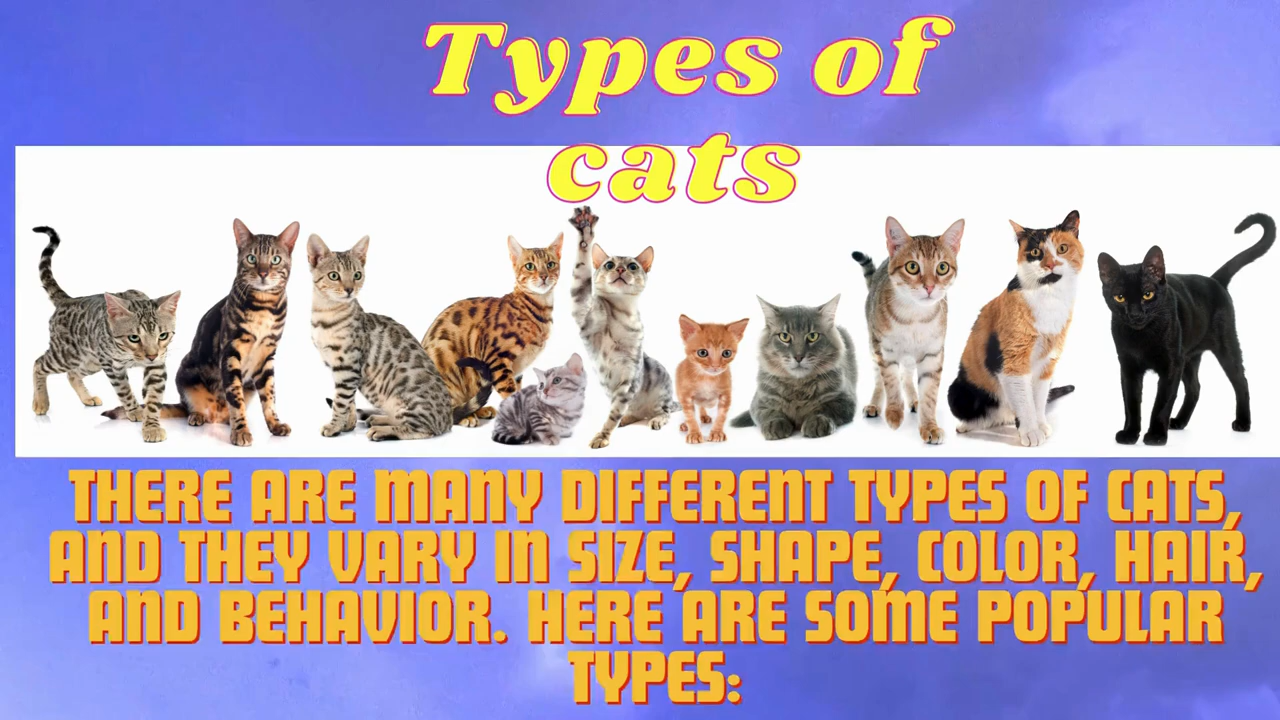 Types of
cats
THERE ARE MANY DIFFERENT TYPES OF CATS,
AND THEY VARY IN SIZE, SHAPE, COLOR, HAIR,
AND BEHAVIOR. HERE ARE SOME POPULAR
TYPES: